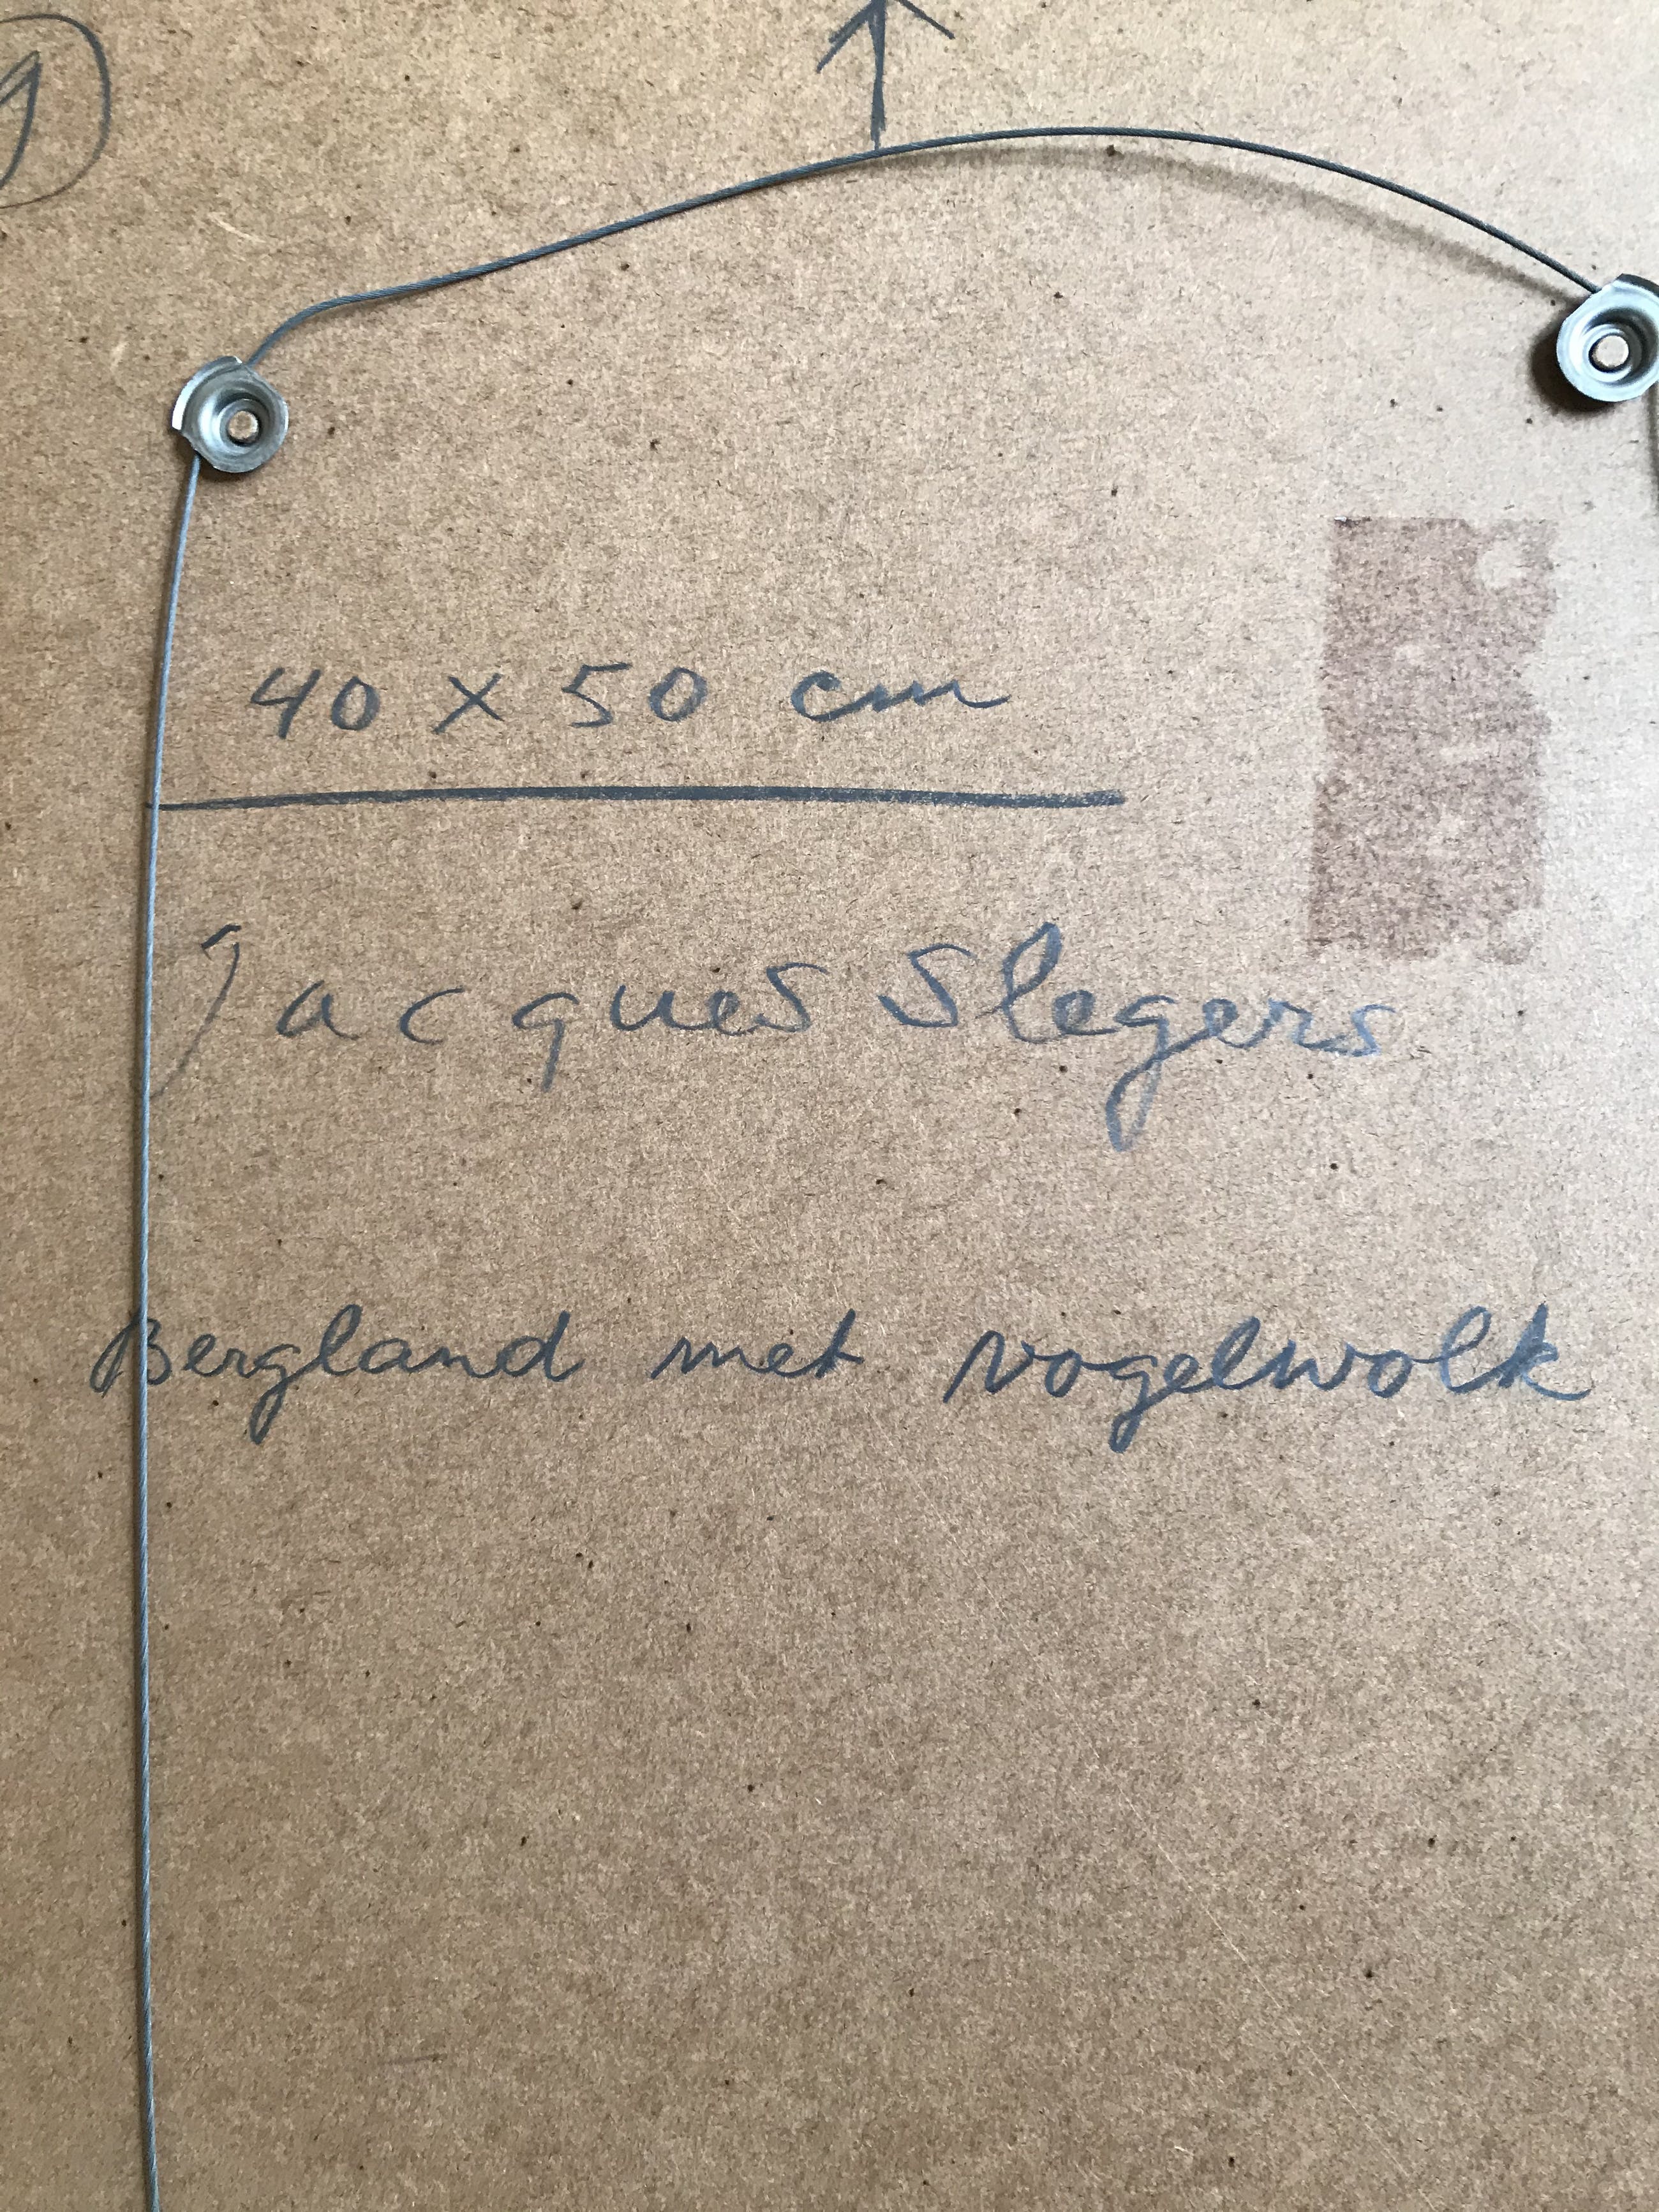 40 x 50 cm
Jacques Slegers
Bergland met vogelwolk